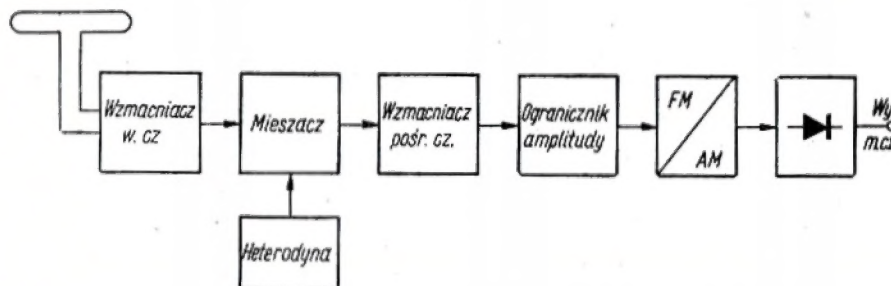 Wzmacniacz
w. cz
Mieszacz
Wzmacniacz
pośr. cz.
Ogranicznik
amplitudy
FM
AM
Heterodyna